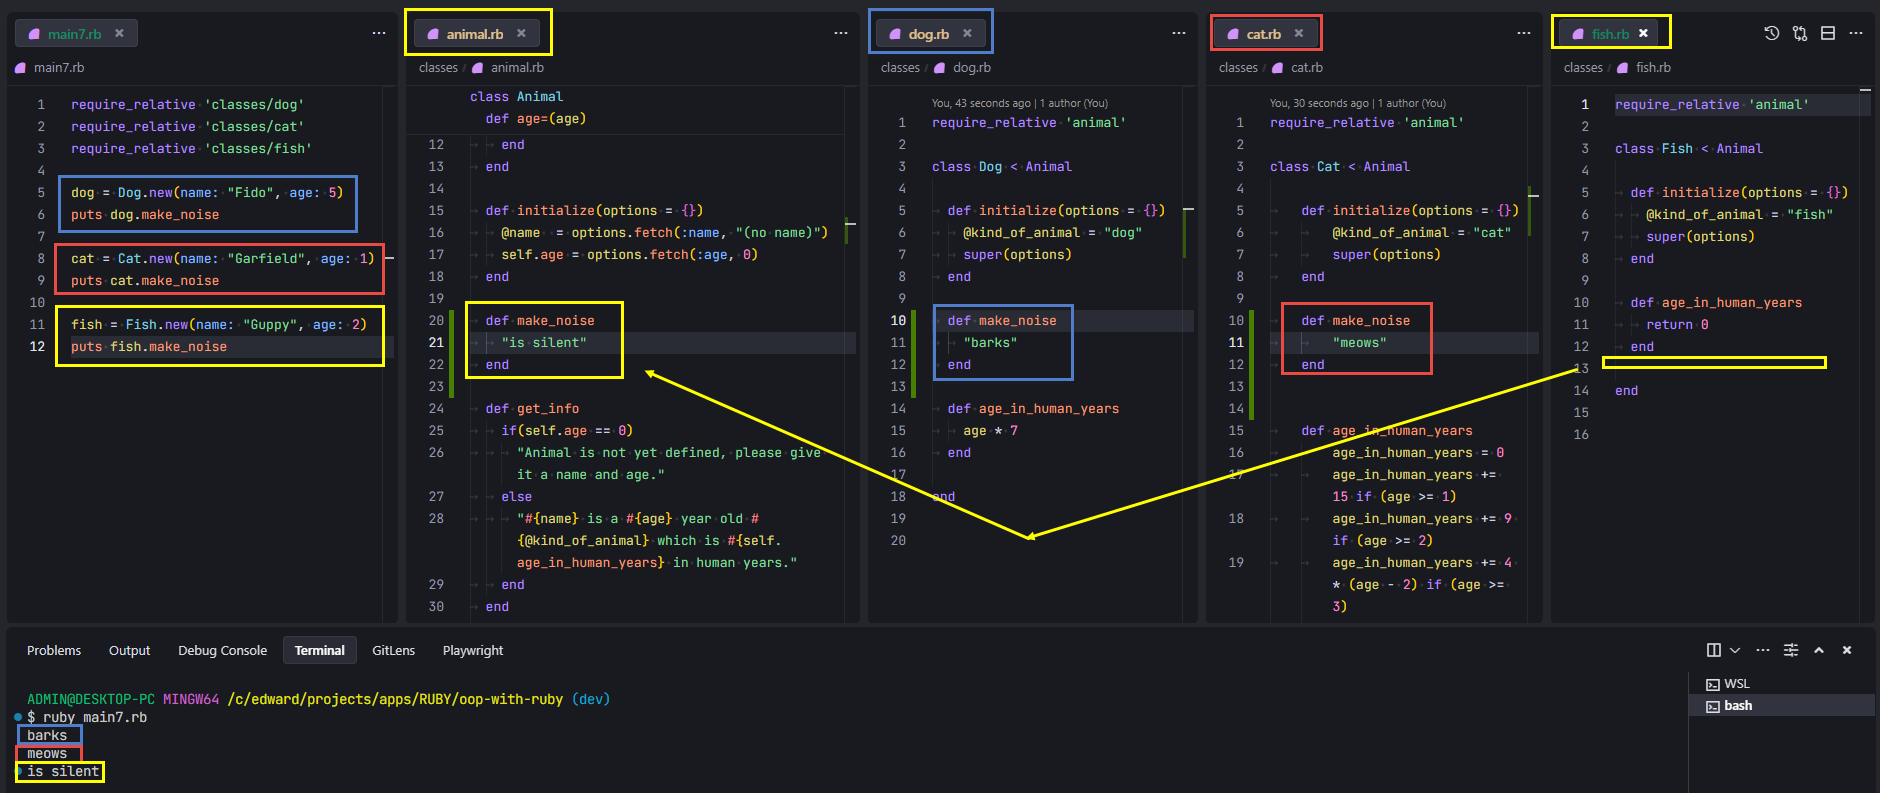 main7.rb
main7.rb
1 require_relative 'classes/dog'
2 require_relative 'classes/cat'
3 require_relative 'classes/fish'
4
5 dog = Dog.new(name: "Fido", age: 5)
6 puts dog.make_noise
7
8 cat = Cat.new(name: "Garfield", age: 1)
9 puts cat.make_noise
10
11 fish = Fish.new(name: "Guppy", age: 2)
12 puts fish.make_noise
animal.rb
classes / animal.rb
class Animal
def age=(age)
12 end
13 end
14
15 def initialize(options = {})
16 @name = options.fetch(:name, "(no name)")
17 self.age = options.fetch(:age, 0)
18 end
19
20 def make_noise
21 "is silent"
22 end
23
24 def get_info
25 if(self.age == 0)
26 "Animal is not yet defined, please give
it a name and age."
27 else
28 "#{name} is a #{age} year old #
{@kind_of_animal} which is #{self.
age_in_human_years} in human years."
29 end
30 end
dog.rb
classes / dog.rb
You, 43 seconds ago | 1 author (You)
1 require_relative 'animal'
2
3 class Dog < Animal
4
5 def initialize(options = {})
6 @kind_of_animal = "dog"
7 super(options)
8 end
9
10 def make_noise
11 "barks"
12 end
13
14 def age_in_human_years
15 age * 7
16 end
17
18 end
19
20
cat.rb
classes / cat.rb
You, 30 seconds ago | 1 author (You)
1 require_relative 'animal'
2
3 class Cat < Animal
4
5 def initialize(options = {})
6 @kind_of_animal = "cat"
7 super(options)
8 end
9
10 def make_noise
11 "meows"
12 end
13
14
15 def age_in_human_years
16 age_in_human_years = 0
17 age_in_human_years +=
15 if (age >= 1)
18 age_in_human_years += 9
if (age >= 2)
19 age_in_human_years += 4
* (age - 2) if (age >=
3)
fish.rb
classes / fish.rb
1 require_relative 'animal'
2
3 class Fish < Animal
4
5 def initialize(options = {})
6 @kind_of_animal = "fish"
7 super(options)
8 end
9
10 def age_in_human_years
11 return 0
12 end
13
14 end
15
16
Problems Output Debug Console Terminal GitLens Playwright
ADMIN@DESKTOP-PC MINGW64 /c/edward/projects/apps/RUBY/oop-with-ruby (dev)
$ ruby main7.rb
barks
meows
is silent
WSL
bash